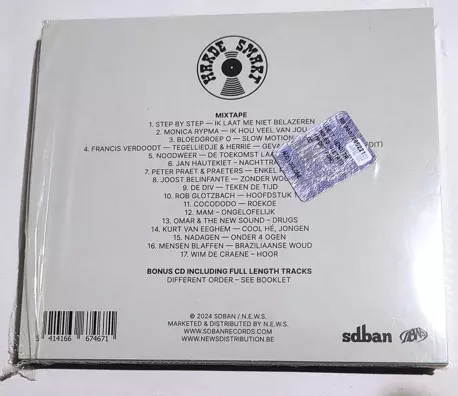 HARDE SMART
MIXTAPE
1. STEP BY STEP — IK LAAT ME NIET BELAZEREN
2. MONICA RYPMA — IK HOU VEEL VAN JOU
3. BLOEDGROEP O — SLOW MOTION
4. FRANCIS VERDOODT — TEGELLIEDJE & HERRIE — EDIT)
5. NOODWEER — DE TOEKOMST
6. JAN HAUTEKIET — NACHTTRA
7. PETER PRAET & PRAETERS — ENKEL
8. JOOST BELINFANTE — ZONDER
9. DE DIV — TEKEN DE TIJD
10. ROB GLOTZBACH — HOOFDSTUK
11. COCODODO — ROEKOE
12. MAM — ONGELOFELIJK
13. OMAR & THE NEW SOUND – DRUGS
14. KURT VAN EEGHEM — COOL HÉ, JONGEN
15. NADAGEN — ONDER 4 OGEN
16. MENSEN BLAFFEN — BRAZILIAANSE WOUD
17. WIM DE CRAENE — HOOR
BONUS CD INCLUDING FULL LENGTH TRACKS
DIFFERENT ORDER – SEE BOOKLET
© 2024 SDBAN / N.E.W.S.
MARKETED & DISTRIBUTED BY N.E.W.S.
WWW.SDBANRECORDS.COM
WWW.NEWSDISTRIBUTION.BE
5 414166 674671
sdban